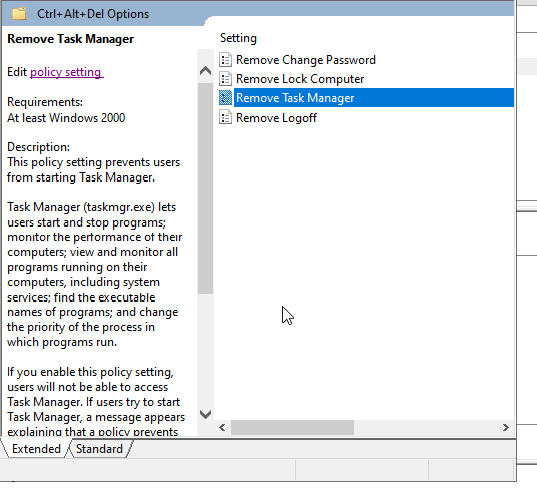 Ctrl+Alt+Del Options
Remove Task Manager
Edit policy setting
Requirements:
At least Windows 2000
Description:
This policy setting prevents users
from starting Task Manager.
Task Manager (taskmgr.exe) lets
users start and stop programs;
monitor the performance of their
computers; view and monitor all
programs running on their
computers, including system
services; find the executable
names of programs; and change
the priority of the process in
which programs run.
If you enable this policy setting,
users will not be able to access
Task Manager. If users try to start
Task Manager, a message appears
explaining that a policy prevents
Setting
Remove Change Password
Remove Lock Computer
Remove Task Manager
Remove Logoff
Extended
Standard